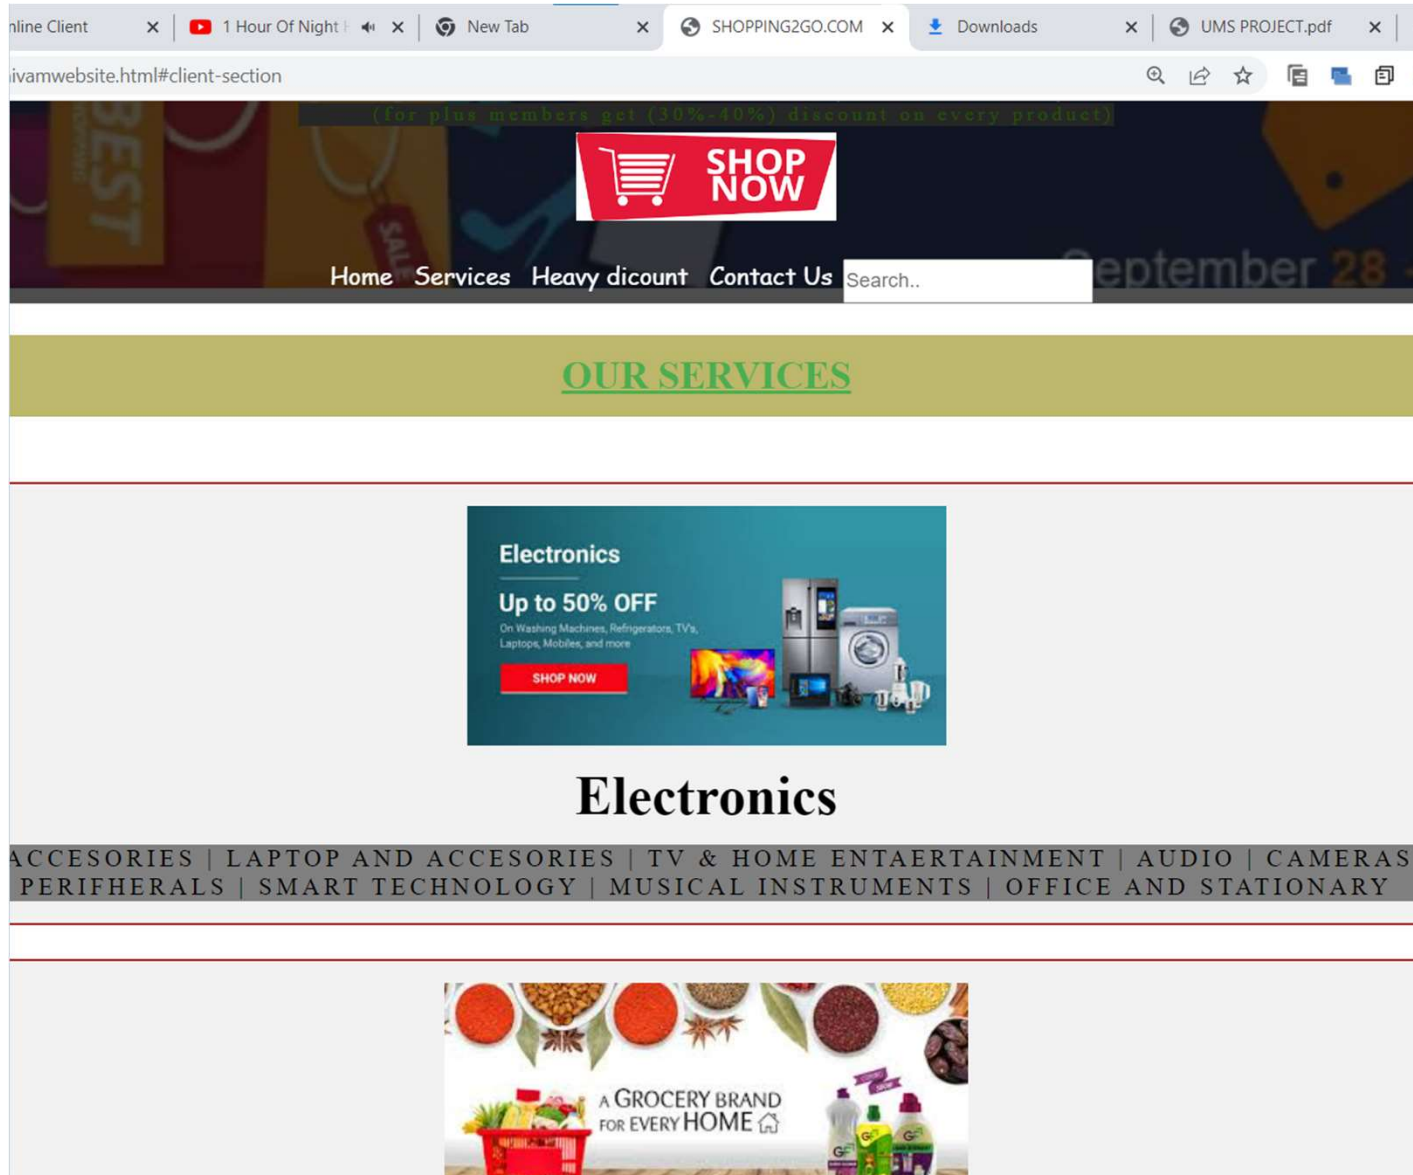 nline Client
1 Hour Of Night
New Tab
SHOPPING2GO.COM
Downloads
UMS PROJECT.pdf
ivamwebsite.html#client-section
(for plus members get (30%-40%) discount on every product)
BEST
SHOPPING
SALE
SHOP
NOW
eptember 28
Home Services Heavy dicount Contact Us Search..
OUR SERVICES
Electronics
Up to 50% OFF
On Washing Machines, Refrigerators, TV's,
Laptops, Mobiles, and more
SHOP NOW
Electronics
ACCESORIES | LAPTOP AND ACCESORIES | TV & HOME ENTAERTAINMENT | AUDIO | CAMERAS
PERIFHERALS | SMART TECHNOLOGY | MUSICAL INSTRUMENTS | OFFICE AND STATIONARY
A GROCERY BRAND
FOR EVERY HOME